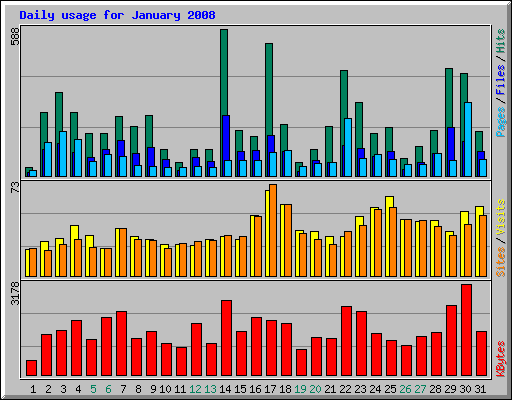 Daily usage for January 2008
588
Pages / Files / Hits
73
Sites / Visits
3178
KBytes
1 2 3 4 5 6 7 8 9 10 11 12 13 14 15 16 17 18 19 20 21 22 23 24 25 26 27 28 29 30 31